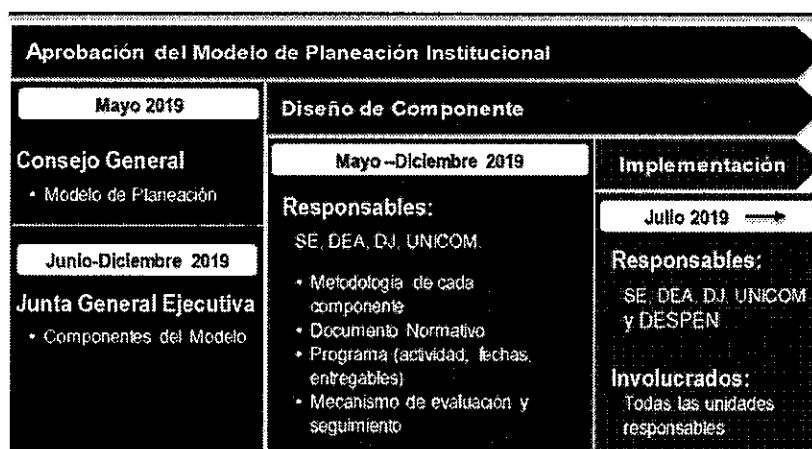 Aprobación del Modelo de Planeación Institucional
Mayo 2019
Consejo General
• Modelo de Planeación
Junio-Diciembre 2019
Junta General Ejecutiva
• Componentes del Modelo
Diseño de Componente
Mayo –Diciembre 2019
Responsables:
SE, DEA, DJ, UNICOM.
• Metodología de cada
componente
• Documento Normativo
• Programa (actividad, fechas,
entregables)
• Mecanismo de evaluación y
seguimiento
Implementación
Julio 2019
Responsables:
SE, DEA, DJ, UNICOM
y DESPEN
Involucrados:
Todas las unidades
responsables